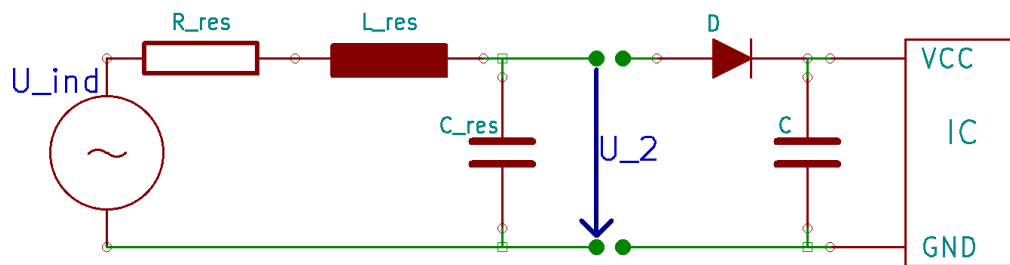 R_res
L_res
D
U_ind
VCC
C_res
U_2
C
IC
GND